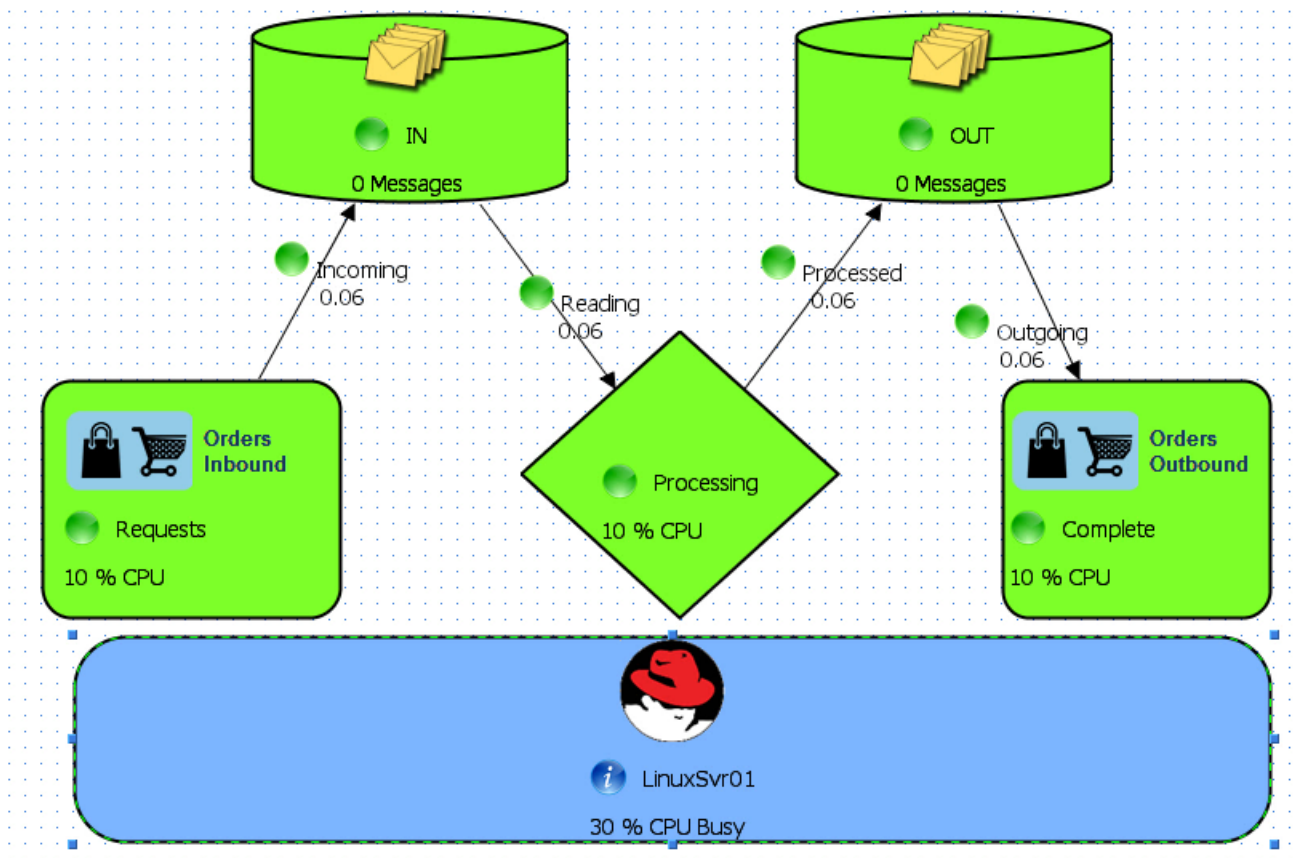 IN
0 Messages
OUT
0 Messages
Incoming
0.06
Reading
0.06
Processed
0.06
Outgoing
0.06
Orders
Inbound
Requests
10 % CPU
Processing
10 % CPU
Orders
Outbound
Complete
10 % CPU
i
LinuxSvr01
30 % CPU Busy